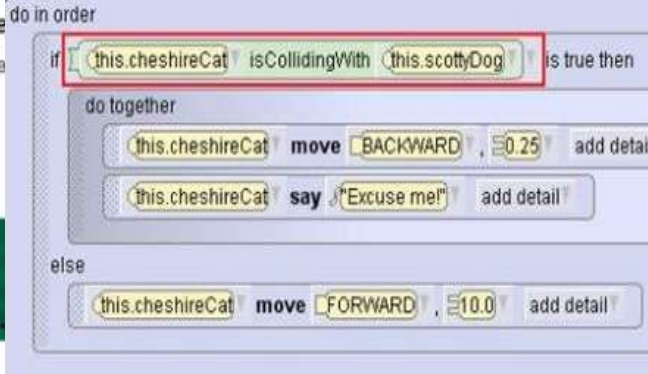 do in order
if this.cheshireCat isCollidingWith this.scottyDog is true then
do together
this.cheshireCat move BACKWARD , 0.25 add detai
this.cheshireCat say "Excuse me!" add detail
else
this.cheshireCat move FORWARD , 10.0 add detail